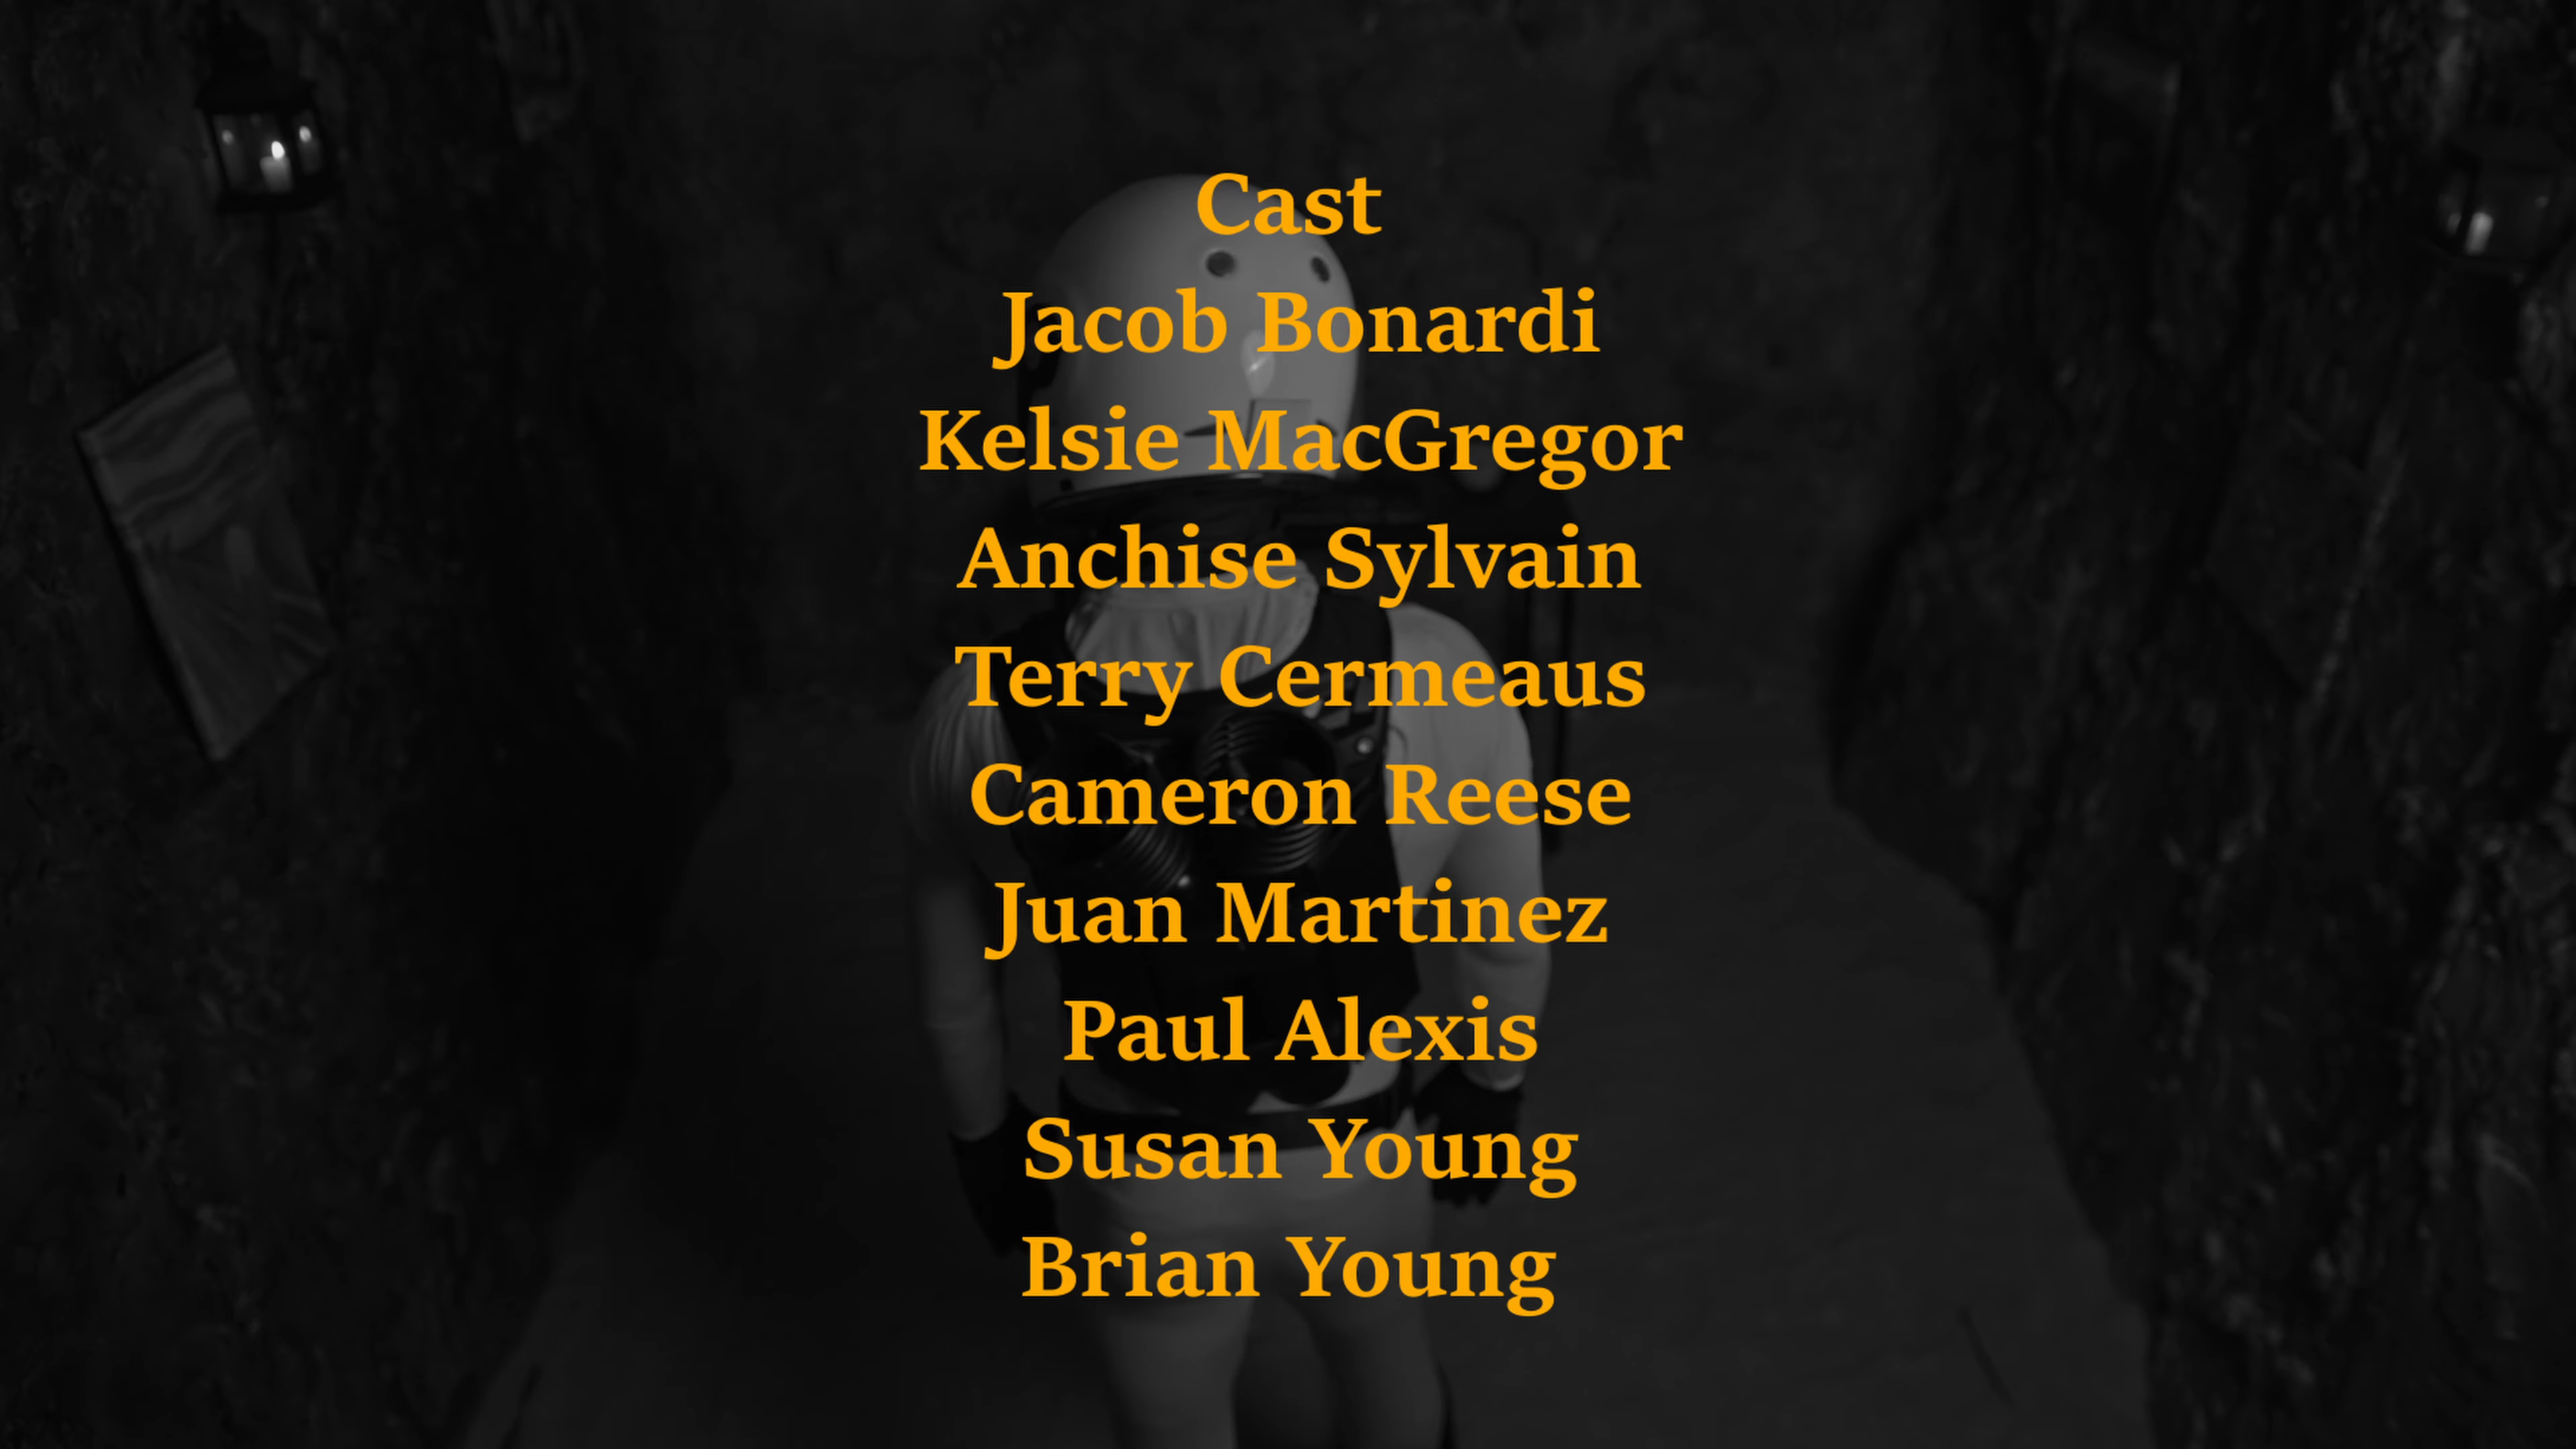 Cast
Jacob Bonardi
Kelsie MacGregor
Anchise Sylvain
Terry Cermeaus
Cameron Reese
Juan Martinez
Paul Alexis
Susan Young
Brian Young